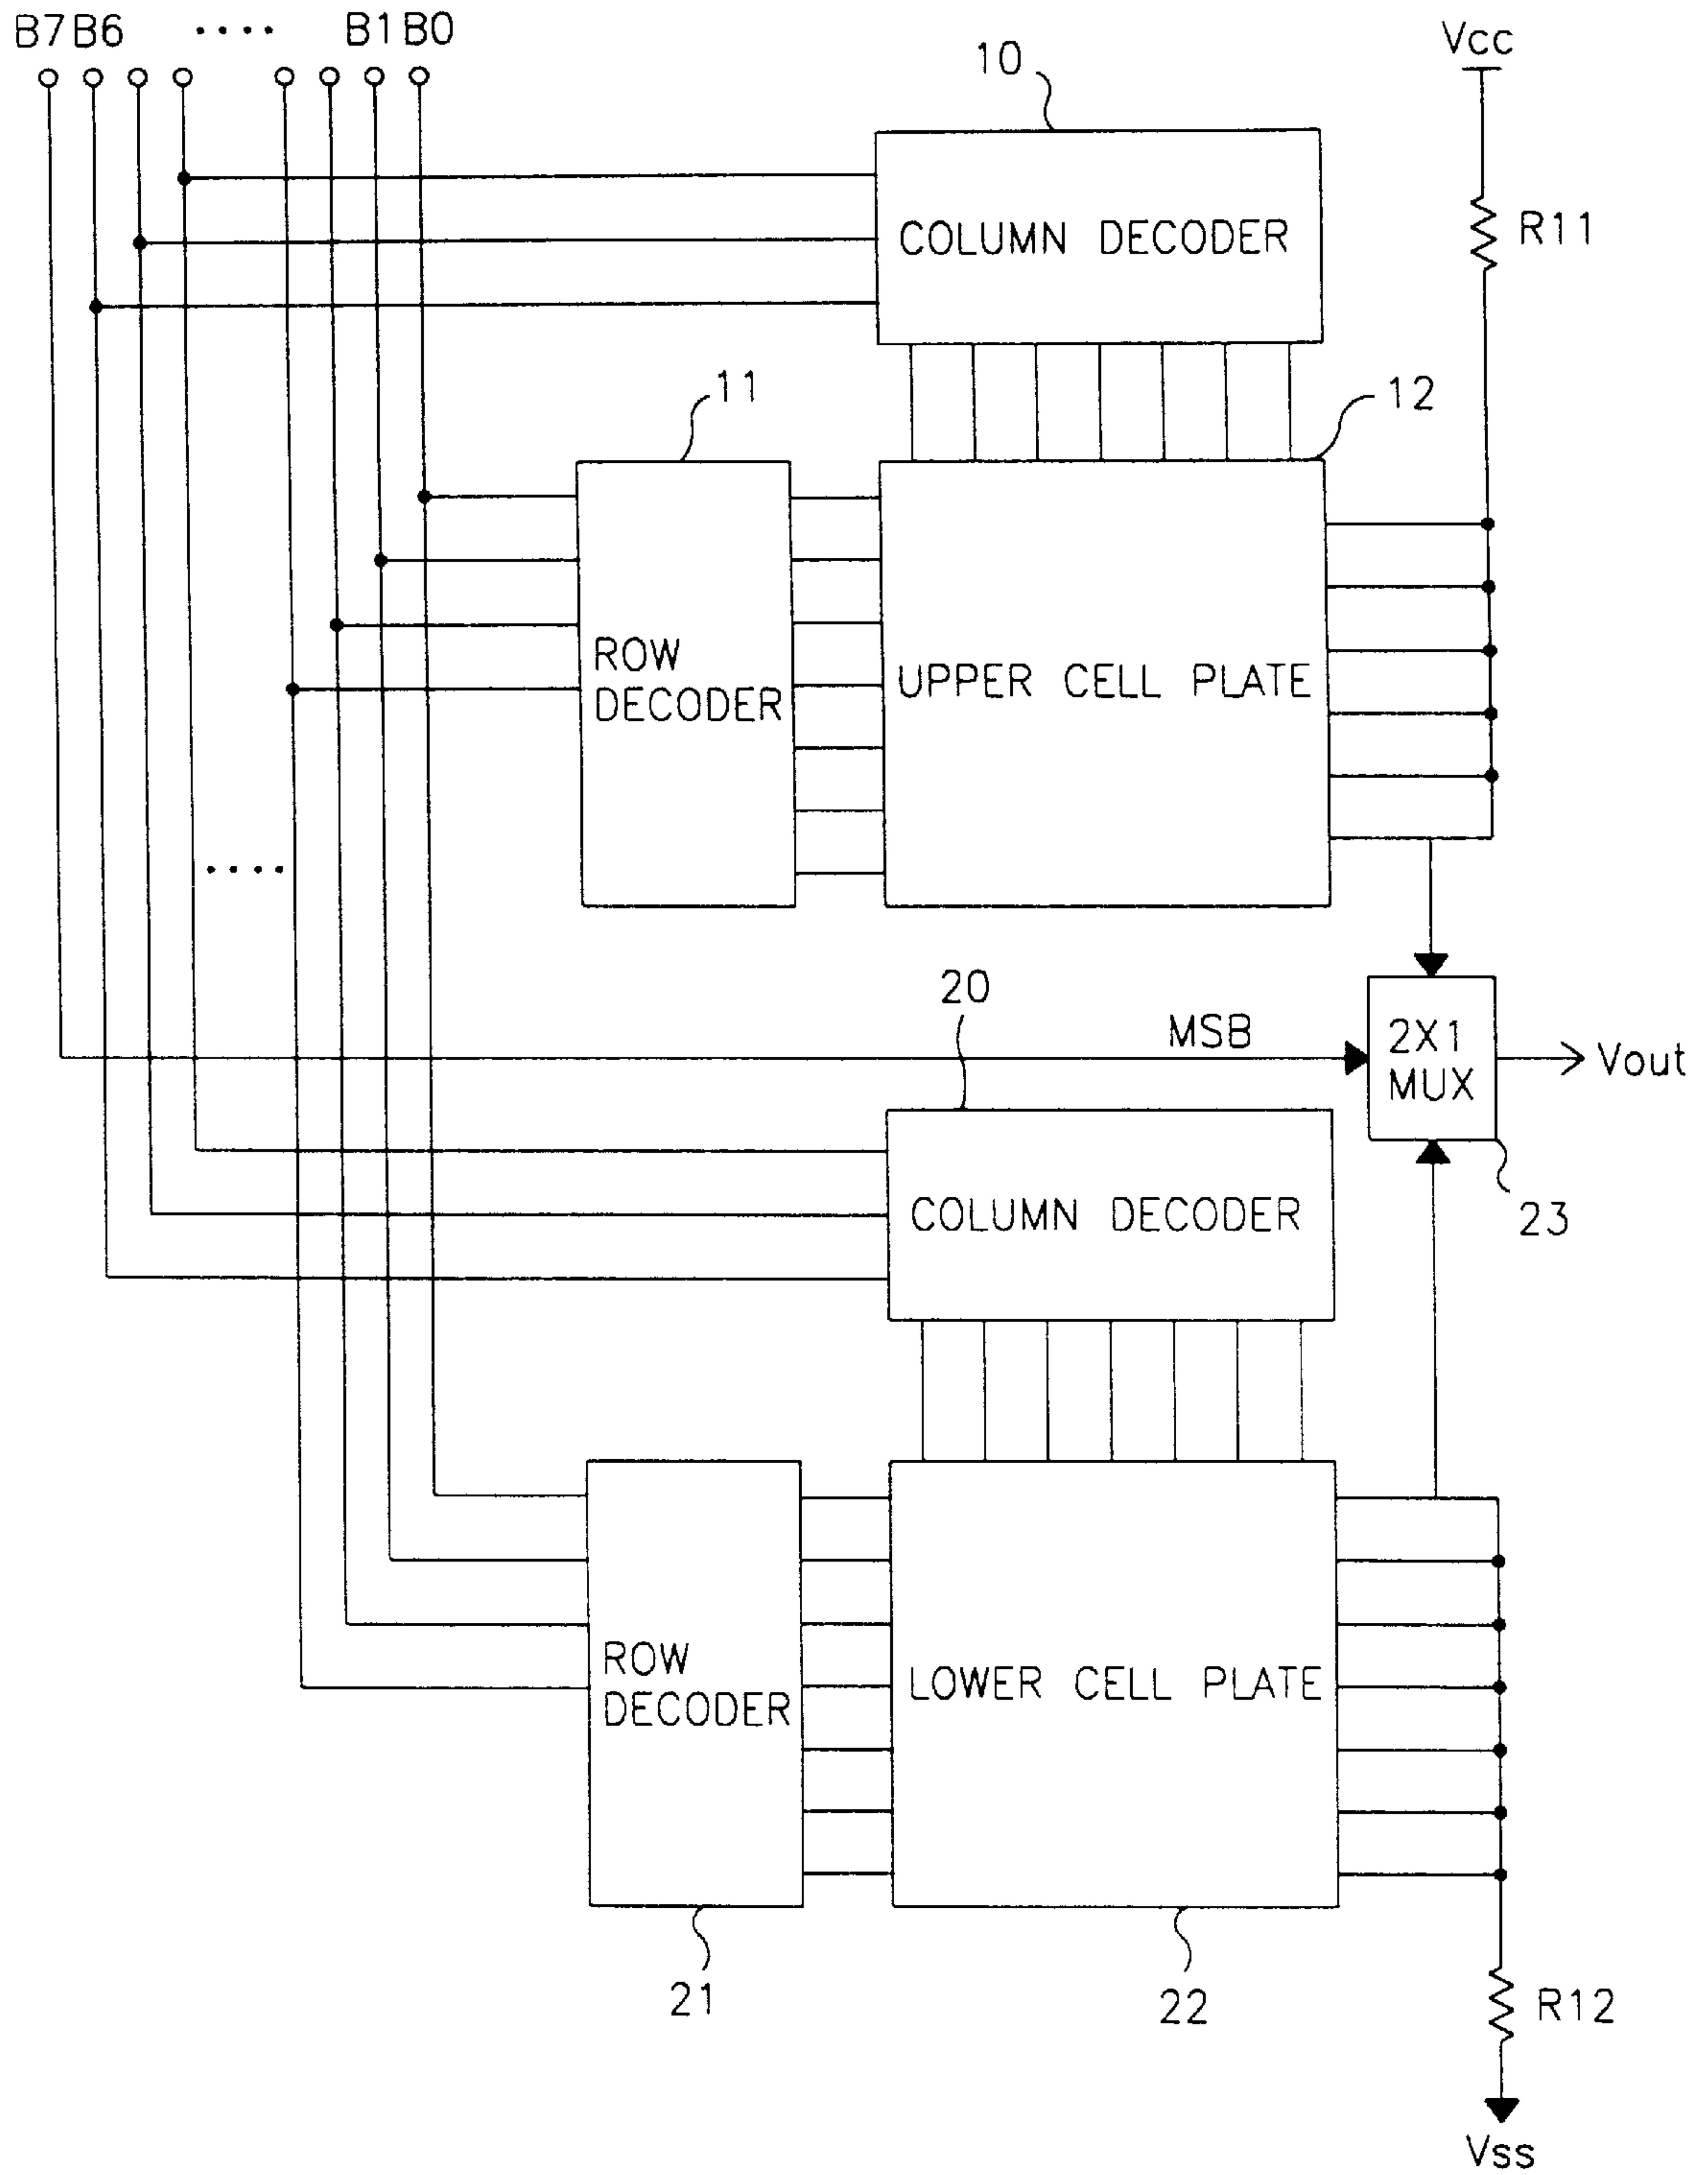 B7 B6 .... B1 B0
Vcc
10
COLUMN DECODER
R11
11
12
ROW
DECODER
UPPER CELL PLATE
....
20
MSB
2X1
MUX
Vout
COLUMN DECODER
23
ROW
DECODER
LOWER CELL PLATE
21
22
R12
Vss